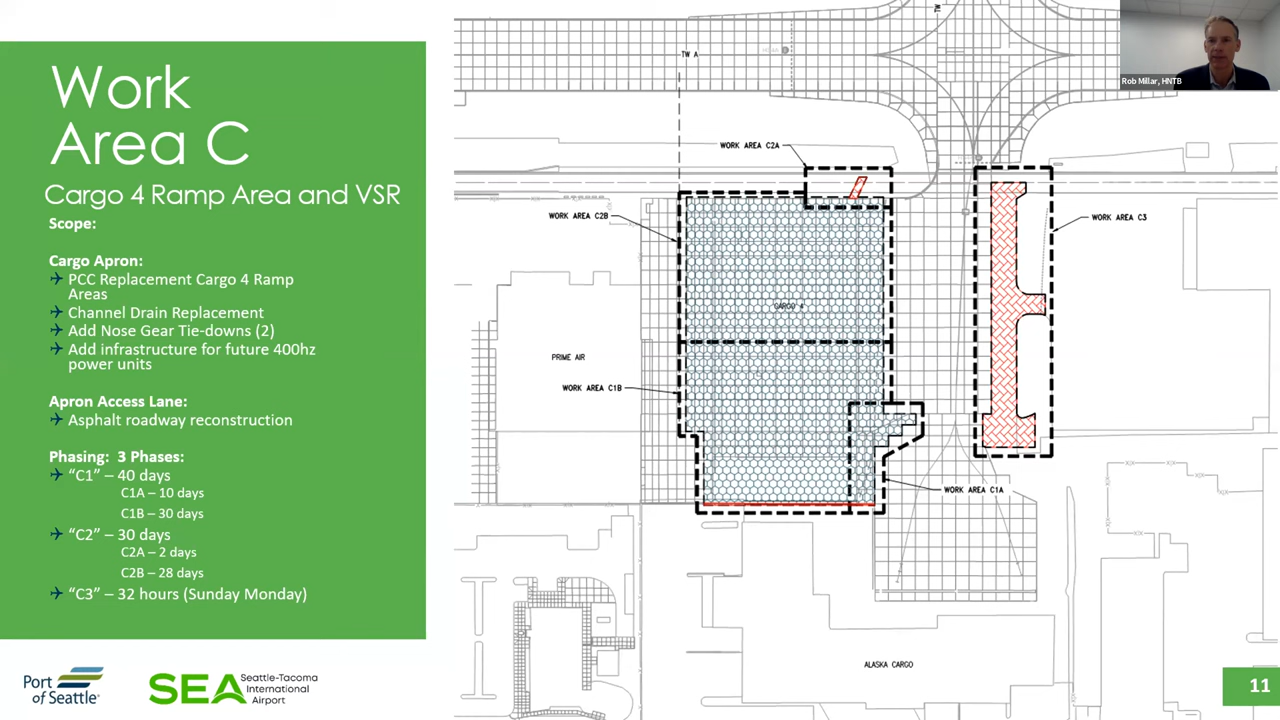 Work
Area C
Cargo 4 Ramp Area and VSR
Scope:
Cargo Apron:
PCC Replacement Cargo 4 Ramp
Areas
Channel Drain Replacement
Add Nose Gear Tie-downs (2)
Add infrastructure for future 400hz
power units
Apron Access Lane:
Asphalt roadway reconstruction
Phasing: 3 Phases:
"C1" – 40 days
C1A – 10 days
C1B – 30 days
"C2" – 30 days
C2A – 2 days
C2B – 28 days
"C3" – 32 hours (Sunday Monday)
Port
of Seattle
SEA
Seattle-Tacoma
International
Airport
TW
TW A
WORK AREA C2A
WORK AREA C2B
WORK AREA C3
CARGO 4
PRIME AIR
WORK AREA C1B
WORK AREA C1A
ALASKA CARGO
Rob Millar, HNTB
11